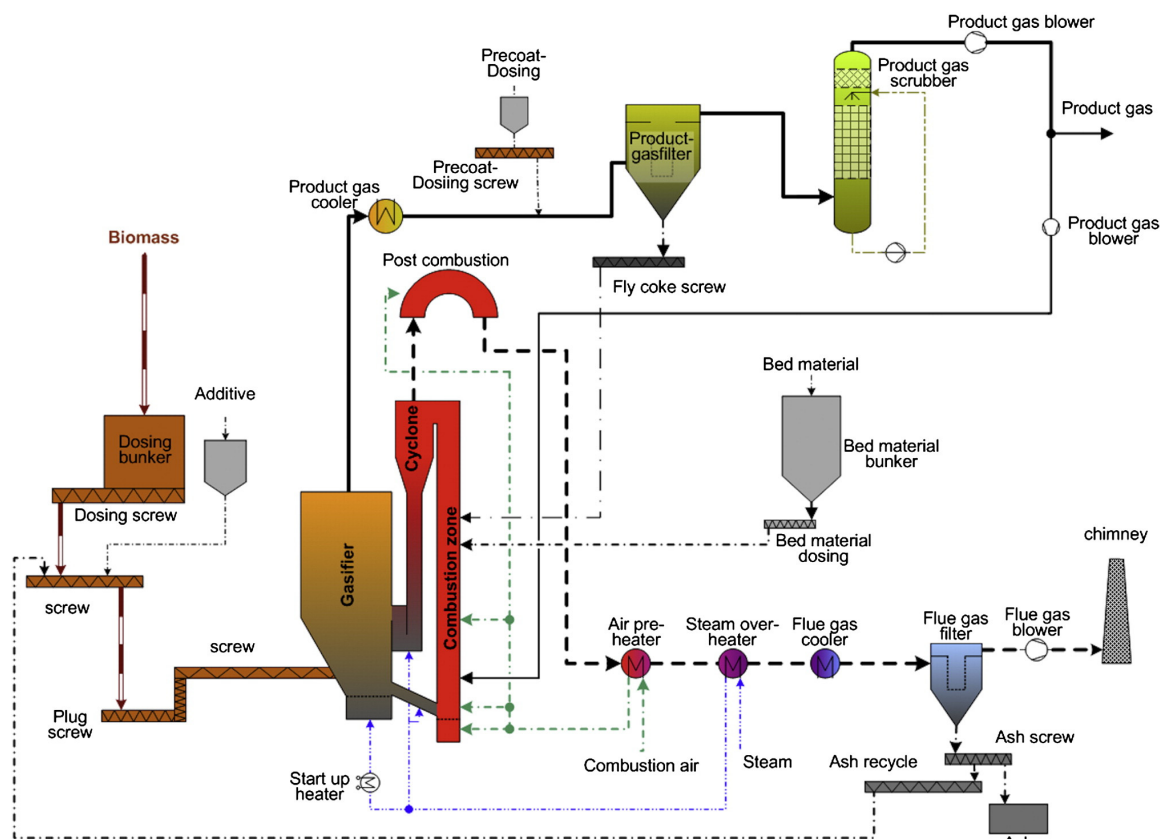 Product gas blower
Precoat-
Dosing
Product gas
scrubber
Product gas
Product-
gasfilter
Precoat-
Dosiing screw
Product gas
cooler
Product gas
blower
Biomass
Post combustion
Fly coke screw
Bed material
Additive
Cyclone
Dosing
bunker
Bed material
bunker
Dosing screw
Combustion zone
Gasifier
Bed material
dosing
chimney
screw
screw
Air pre-
heater
Steam over-
heater
Flue gas
cooler
Flue gas
filter
Flue gas
blower
Plug
screw
Start up
heater
Combustion air
Steam
Ash recycle
Ash screw